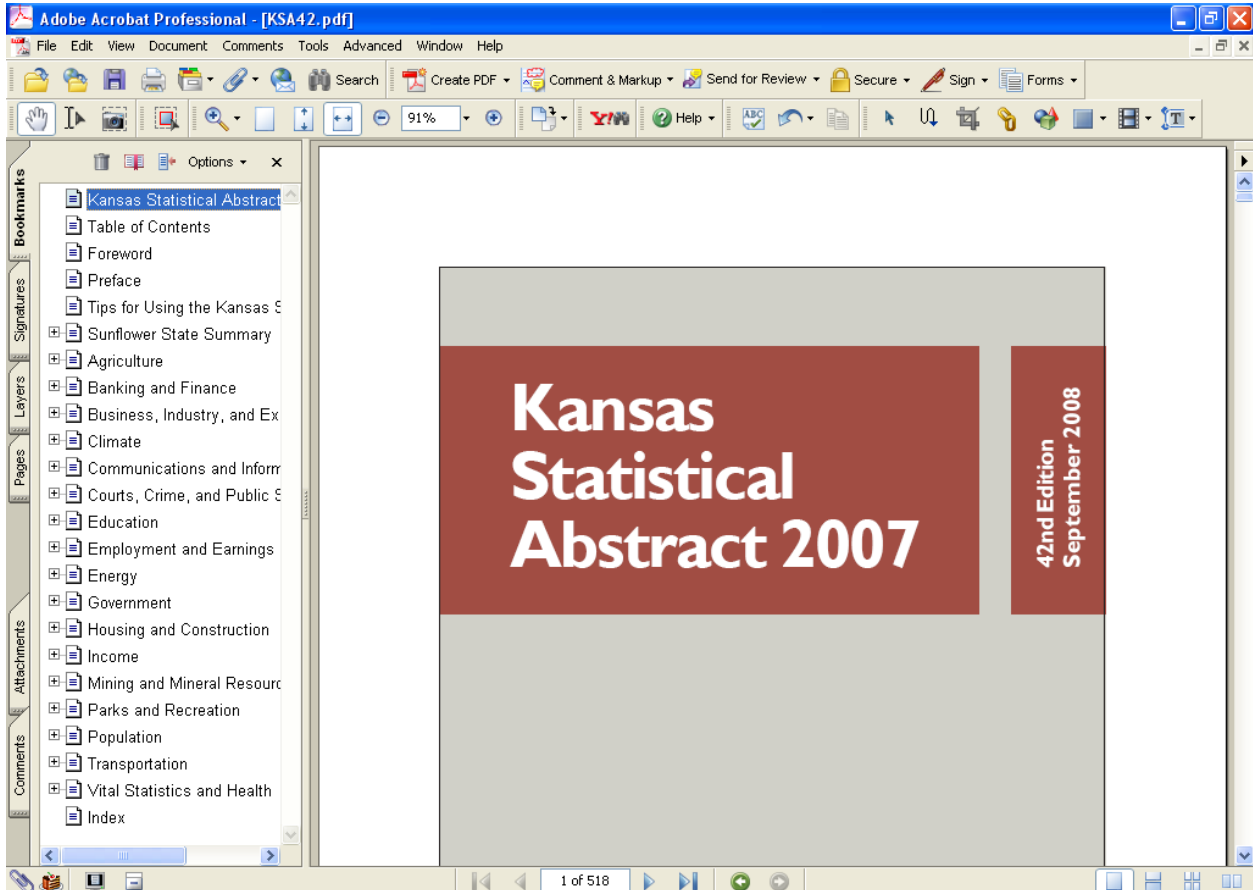 Adobe Acrobat Professional - [KSA42.pdf]
File Edit View Document Comments Tools Advanced Window Help
Search Create PDF Comment & Markup Send for Review Secure Sign Forms
91% Y! Help ABC T
Options x
Bookmarks
Signatures
Layers
Pages
Attachments
Comments
Kansas Statistical Abstract
Table of Contents
Foreword
Preface
Tips for Using the Kansas S
Sunflower State Summary
Agriculture
Banking and Finance
Business, Industry, and Ex
Climate
Communications and Inform
Courts, Crime, and Public S
Education
Employment and Earnings
Energy
Government
Housing and Construction
Income
Mining and Mineral Resourc
Parks and Recreation
Population
Transportation
Vital Statistics and Health
Index
Kansas
Statistical
Abstract 2007
42nd Edition
September 2008
1 of 518